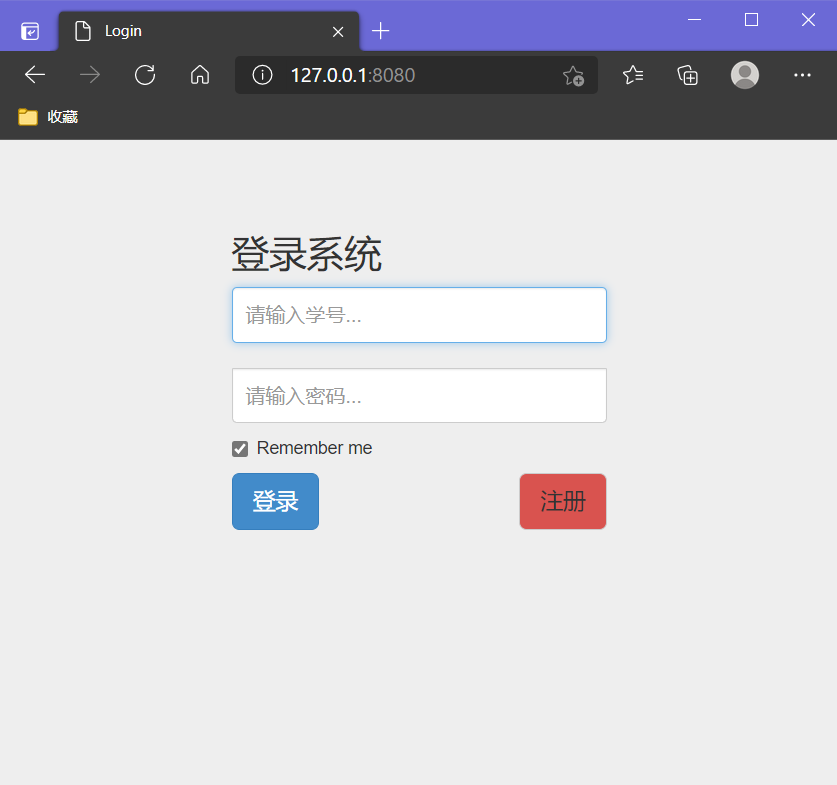 Login
127.0.0.1:8080
收藏
登录系统
请输入学号...
请输入密码...
Remember me
登录 注册